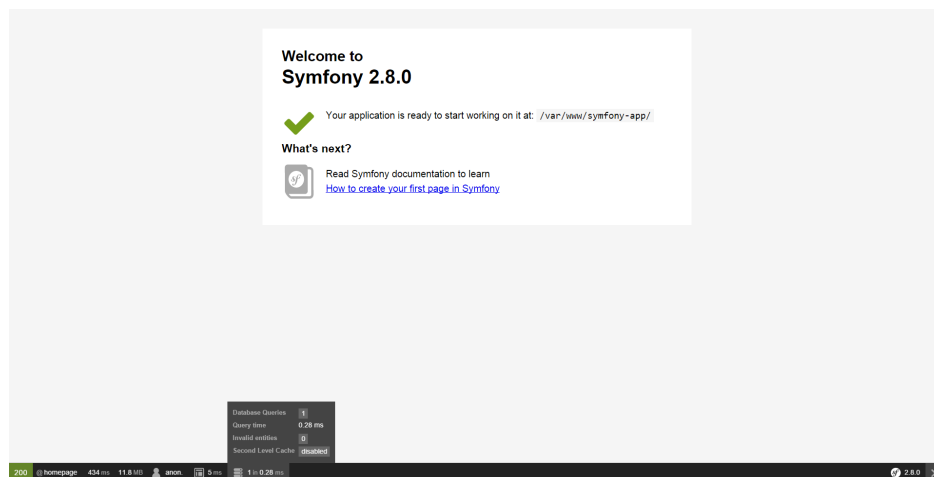 Welcome to
Symfony 2.8.0
Your application is ready to start working on it at: /var/www/symfony-app/
What's next?
Read Symfony documentation to learn
How to create your first page in Symfony
Database Queries 1
Query time 0.28 ms
Invalid entities 0
Second Level Cache disabled
200 @ homepage 434 ms 11.8 MB anon. 5 ms 1 in 0.28 ms sf 2.8.0